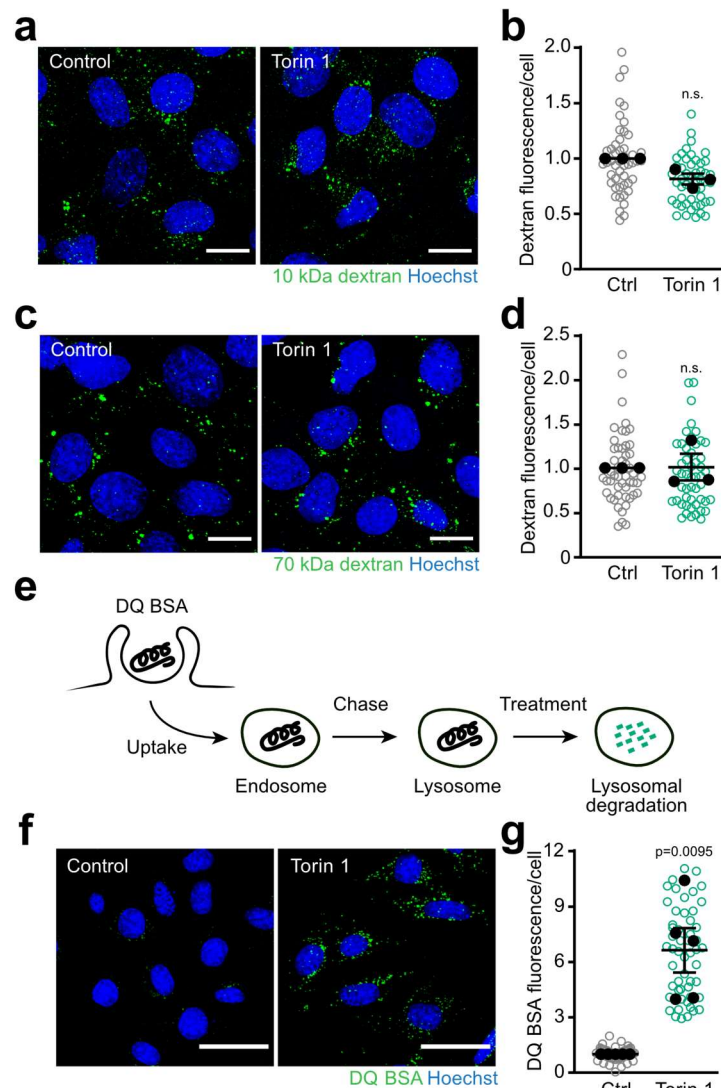 a
Control
Torin 1
10 kDa dextran Hoechst
b
Dextran fluorescence/cell
2.0
1.5
1.0
0.5
0
n.s.
Ctrl
Torin 1
c
Control
Torin 1
70 kDa dextran Hoechst
d
Dextran fluorescence/cell
2.5
2.0
1.5
1.0
0.5
0
n.s.
Ctrl
Torin 1
e
DQ BSA
Uptake
Endosome
Chase
Lysosome
Treatment
Lysosomal
degradation
f
Control
Torin 1
DQ BSA Hoechst
g
DQ BSA fluorescence/cell
12
9
6
3
0
p=0.0095
Ctrl
Torin 1